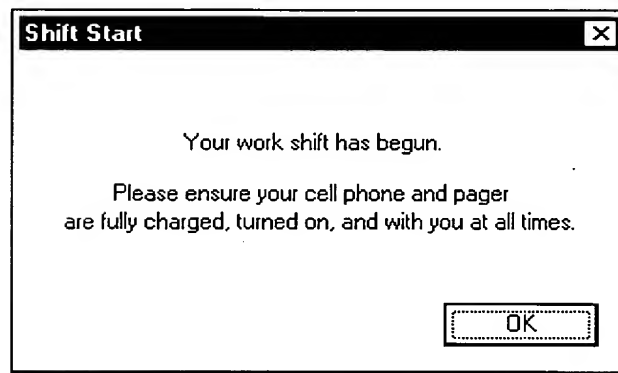 Shift Start
Your work shift has begun.
Please ensure your cell phone and pager
are fully charged, turned on, and with you at all times.
OK